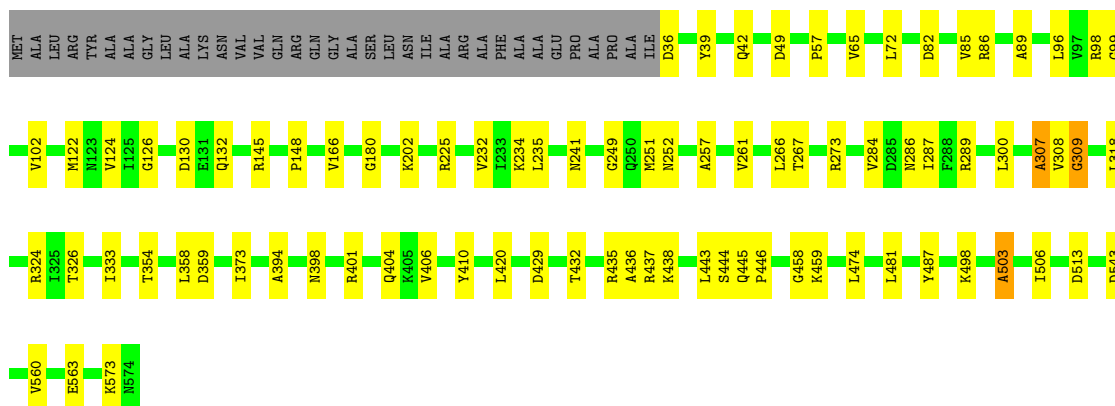 MET ALA LEU ARG TYR ALA ALA GLY LEU ALA LYS ASN VAL VAL GLN ARG GLN GLY ALA SER LEU ASN ILE ALA ARG ALA PHE ALA ALA GLU PRO ALA PRO ALA ILE D36 Y39 Q42 D49 P57 V65 L72 D82 V85 R86 A89 L96 V97 R98 G99
V102 M122 N123 V124 I125 G126 D130 E131 Q132 R145 P148 V166 G180 K202 R225 V232 I233 K234 L235 N241 G249 Q250 M251 N252 A257 V261 L266 T267 R273 V284 D285 N286 I287 F288 R289 L300 A307 V308 G309
R324 I325 T326 I333 T354 L358 D359 I373 A394 N398 R401 Q404 K405 V406 Y410 L420 D429 T432 R435 A436 R437 K438 L443 S444 Q445 P446 G458 K459 L474 L481 Y487 K498 A503 I506 D513
V560 E563 K573 N574